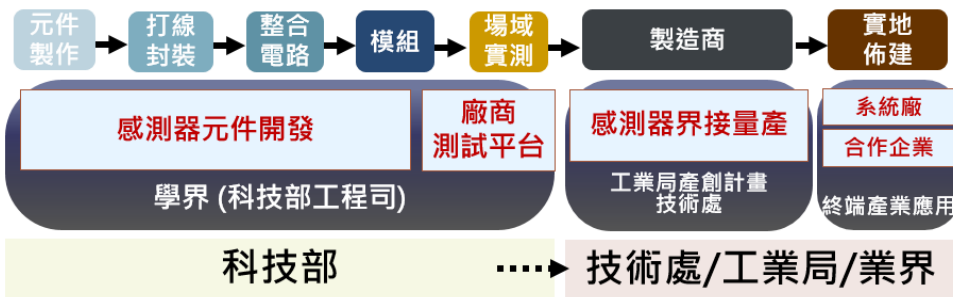 元件
製作
打線
封裝
整合
電路
模組
場域
實測
製造商
實地
佈建
感測器元件開發
廠商
測試平台
學界 (科技部工程司)
感測器界接量產
工業局產創計畫
技術處
系統廠
合作企業
終端產業應用
科技部
技術處/工業局/業界